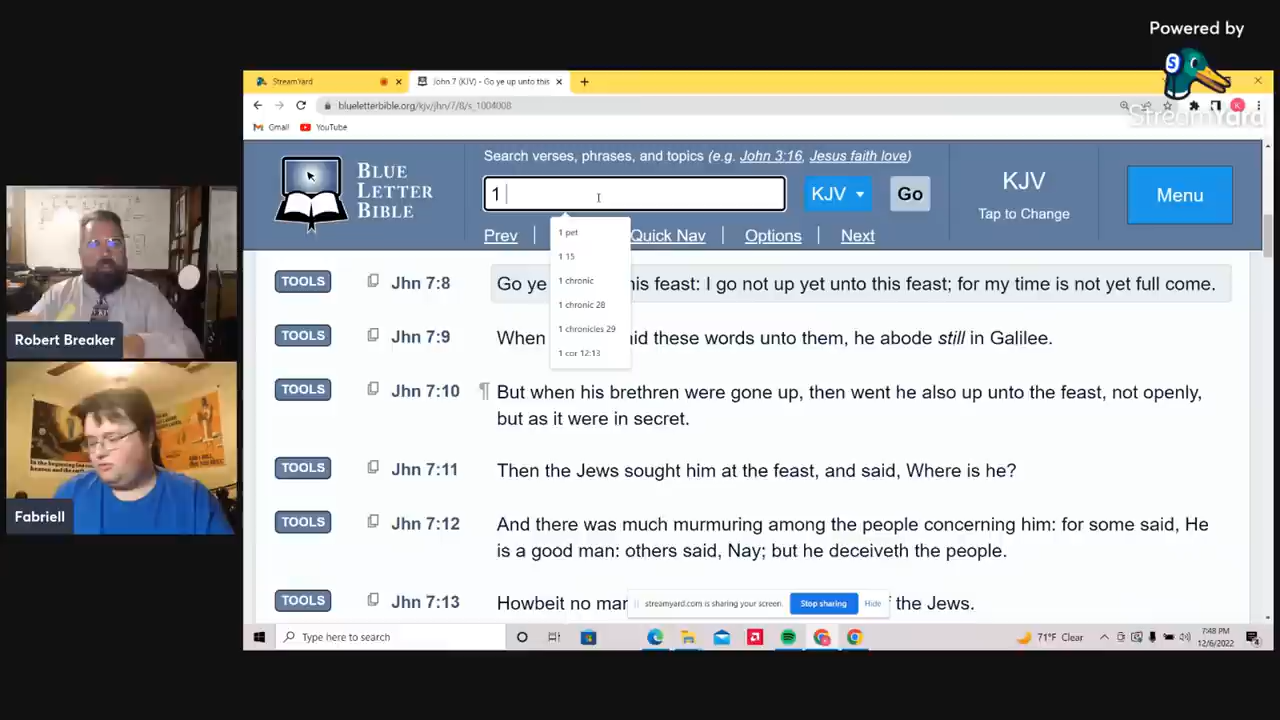 Powered by
StreamYard
StreamYard
John 7 (KJV) - Go ye up unto this
blueletterbible.org/kjv/jhn/7/8/s_1004008
Gmail
YouTube
BLUE
LETTER
BIBLE
Search verses, phrases, and topics (e.g. John 3:16, Jesus faith love)
1
KJV
Go
KJV
Tap to Change
Menu
Prev
Quick Nav
Options
Next
1 pet
1 15
1 chronic
1 chronic 28
1 chronicles 29
1 cor 12:13
TOOLS Jhn 7:8 Go ye his feast: I go not up yet unto this feast; for my time is not yet full come.
TOOLS Jhn 7:9 When said these words unto them, he abode still in Galilee.
TOOLS Jhn 7:10 ¶ But when his brethren were gone up, then went he also up unto the feast, not openly,
but as it were in secret.
TOOLS Jhn 7:11 Then the Jews sought him at the feast, and said, Where is he?
TOOLS Jhn 7:12 And there was much murmuring among the people concerning him: for some said, He
is a good man: others said, Nay; but he deceiveth the people.
TOOLS Jhn 7:13 Howbeit no mar f the Jews.
streamyard.com is sharing your screen.
Stop sharing
Hide
Robert Breaker
In the beginning God
Fabriell
Type here to search
71°F Clear
7:48 PM
12/6/2022